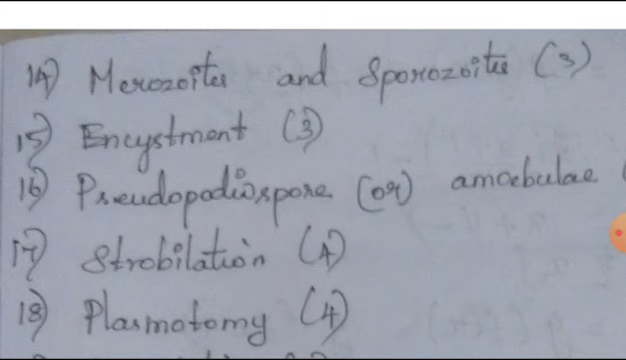 14) Merozoites and Sporozoites (3)
15) Encystment (3)
16) Pseudopodiospore (or) amoebulae (
17) Strobilation (4)
18) Plasmotomy (4)